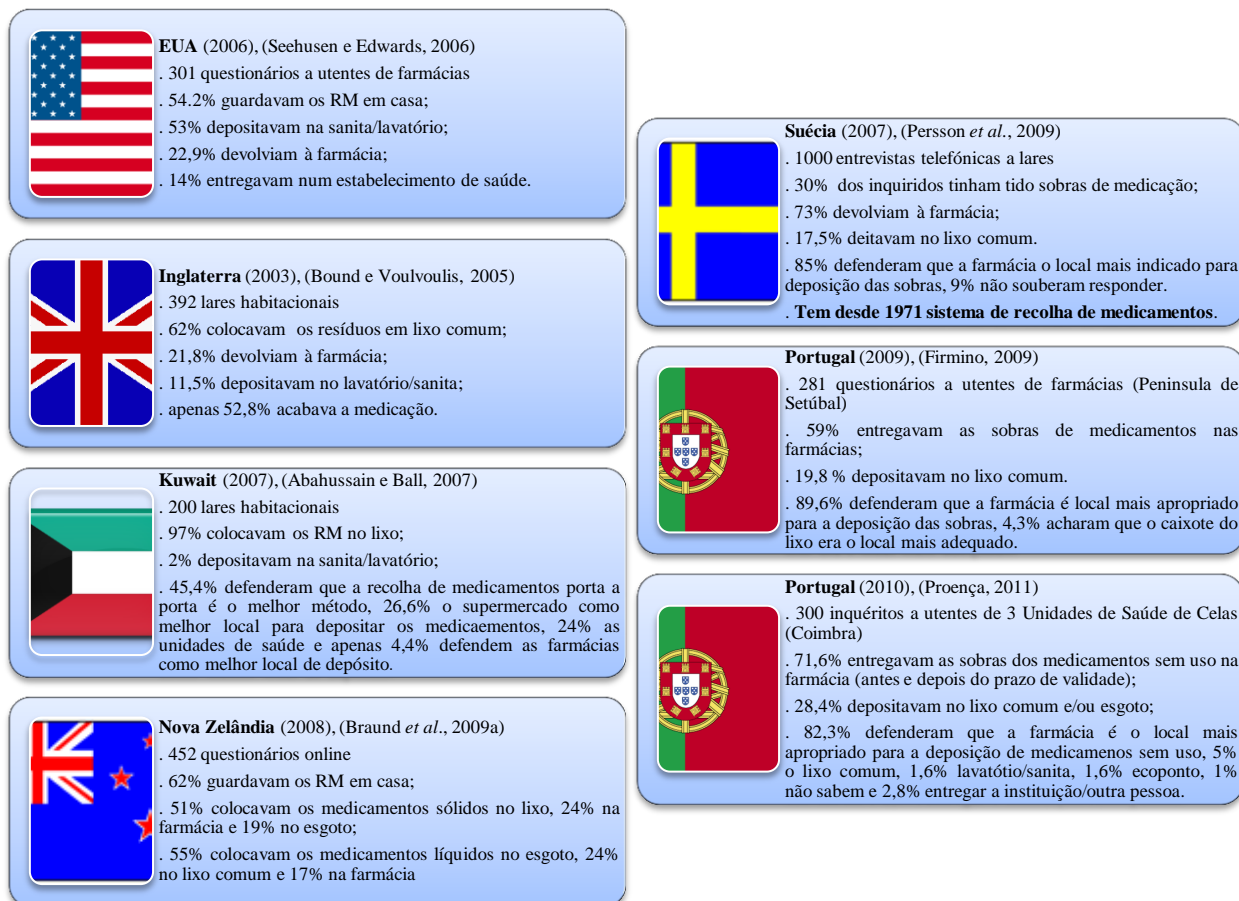 EUA (2006), (Seehusen e Edwards, 2006)
. 301 questionários a utentes de farmácias
. 54.2% guardavam os RM em casa;
. 53% depositavam na sanita/lavatório;
. 22,9% devolviam à farmácia;
. 14% entregavam num estabelecimento de saúde.
Inglaterra (2003), (Bound e Voulvoulis, 2005)
. 392 lares habitacionais
. 62% colocavam os resíduos em lixo comum;
. 21,8% devolviam à farmácia;
. 11,5% depositavam no lavatório/sanita;
. apenas 52,8% acabava a medicação.
Kuwait (2007), (Abahussain e Ball, 2007)
. 200 lares habitacionais
. 97% colocavam os RM no lixo;
. 2% depositavam na sanita/lavatório;
. 45,4% defenderam que a recolha de medicamentos porta a
porta é o melhor método, 26,6% o supermercado como
melhor local para depositar os medicaementos, 24% as
unidades de saúde e apenas 4,4% defendem as farmácias
como melhor local de depósito.
Nova Zelândia (2008), (Braund et al., 2009a)
. 452 questionários online
. 62% guardavam os RM em casa;
. 51% colocavam os medicamentos sólidos no lixo, 24% na
farmácia e 19% no esgoto;
. 55% colocavam os medicamentos líquidos no esgoto, 24%
no lixo comum e 17% na farmácia
Suécia (2007), (Persson et al., 2009)
. 1000 entrevistas telefónicas a lares
. 30% dos inquiridos tinham tido sobras de medicação;
. 73% devolviam à farmácia;
. 17,5% deitavam no lixo comum.
. 85% defenderam que a farmácia o local mais indicado para
deposição das sobras, 9% não souberam responder.
. Tem desde 1971 sistema de recolha de medicamentos.
Portugal (2009), (Firmino, 2009)
. 281 questionários a utentes de farmácias (Peninsula de
Setúbal)
. 59% entregavam as sobras de medicamentos nas
farmácias;
. 19,8 % depositavam no lixo comum.
. 89,6% defenderam que a farmácia é local mais apropriado
para a deposição das sobras, 4,3% acharam que o caixote do
lixo era o local mais adequado.
Portugal (2010), (Proença, 2011)
. 300 inquéritos a utentes de 3 Unidades de Saúde de Celas
(Coimbra)
. 71,6% entregavam as sobras dos medicamentos sem uso na
farmácia (antes e depois do prazo de validade);
. 28,4% depositavam no lixo comum e/ou esgoto;
. 82,3% defenderam que a farmácia é o local mais
apropriado para a deposição de medicamenos sem uso, 5%
o lixo comum, 1,6% lavatótio/sanita, 1,6% ecoponto, 1%
não sabem e 2,8% entregar a instituição/outra pessoa.